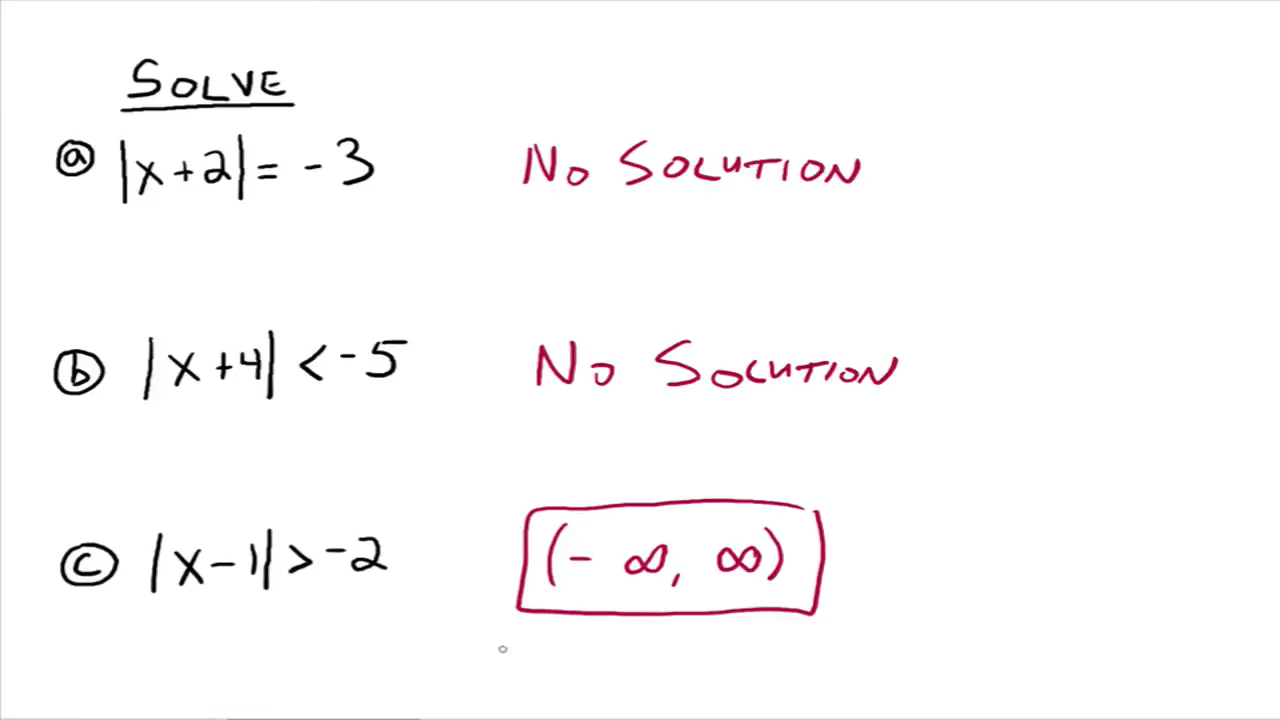 SOLVE
ⓐ |x+2| = -3 NO SOLUTION
ⓑ |x+4| < -5 NO SOLUTION
ⓒ |x-1| > -2 (-∞, ∞)